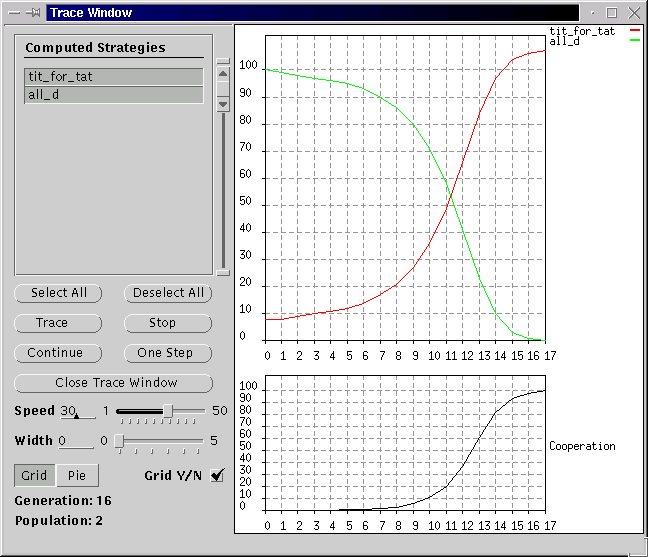 Trace Window
Computed Strategies
tit_for_tat
all_d
Select All
Deselect All
Trace
Stop
Continue
One Step
Close Trace Window
Speed 30 1 50
Width 0 0 5
Grid Pie Grid Y/N
Generation: 16
Population: 2
tit_for_tat
all_d
100
90
80
70
60
50
40
30
20
10
0
0 1 2 3 4 5 6 7 8 9 10 11 12 13 14 15 16 17
100
90
80
70
60
50
40
30
20
10
0
0 1 2 3 4 5 6 7 8 9 10 11 12 13 14 15 16 17
Cooperation